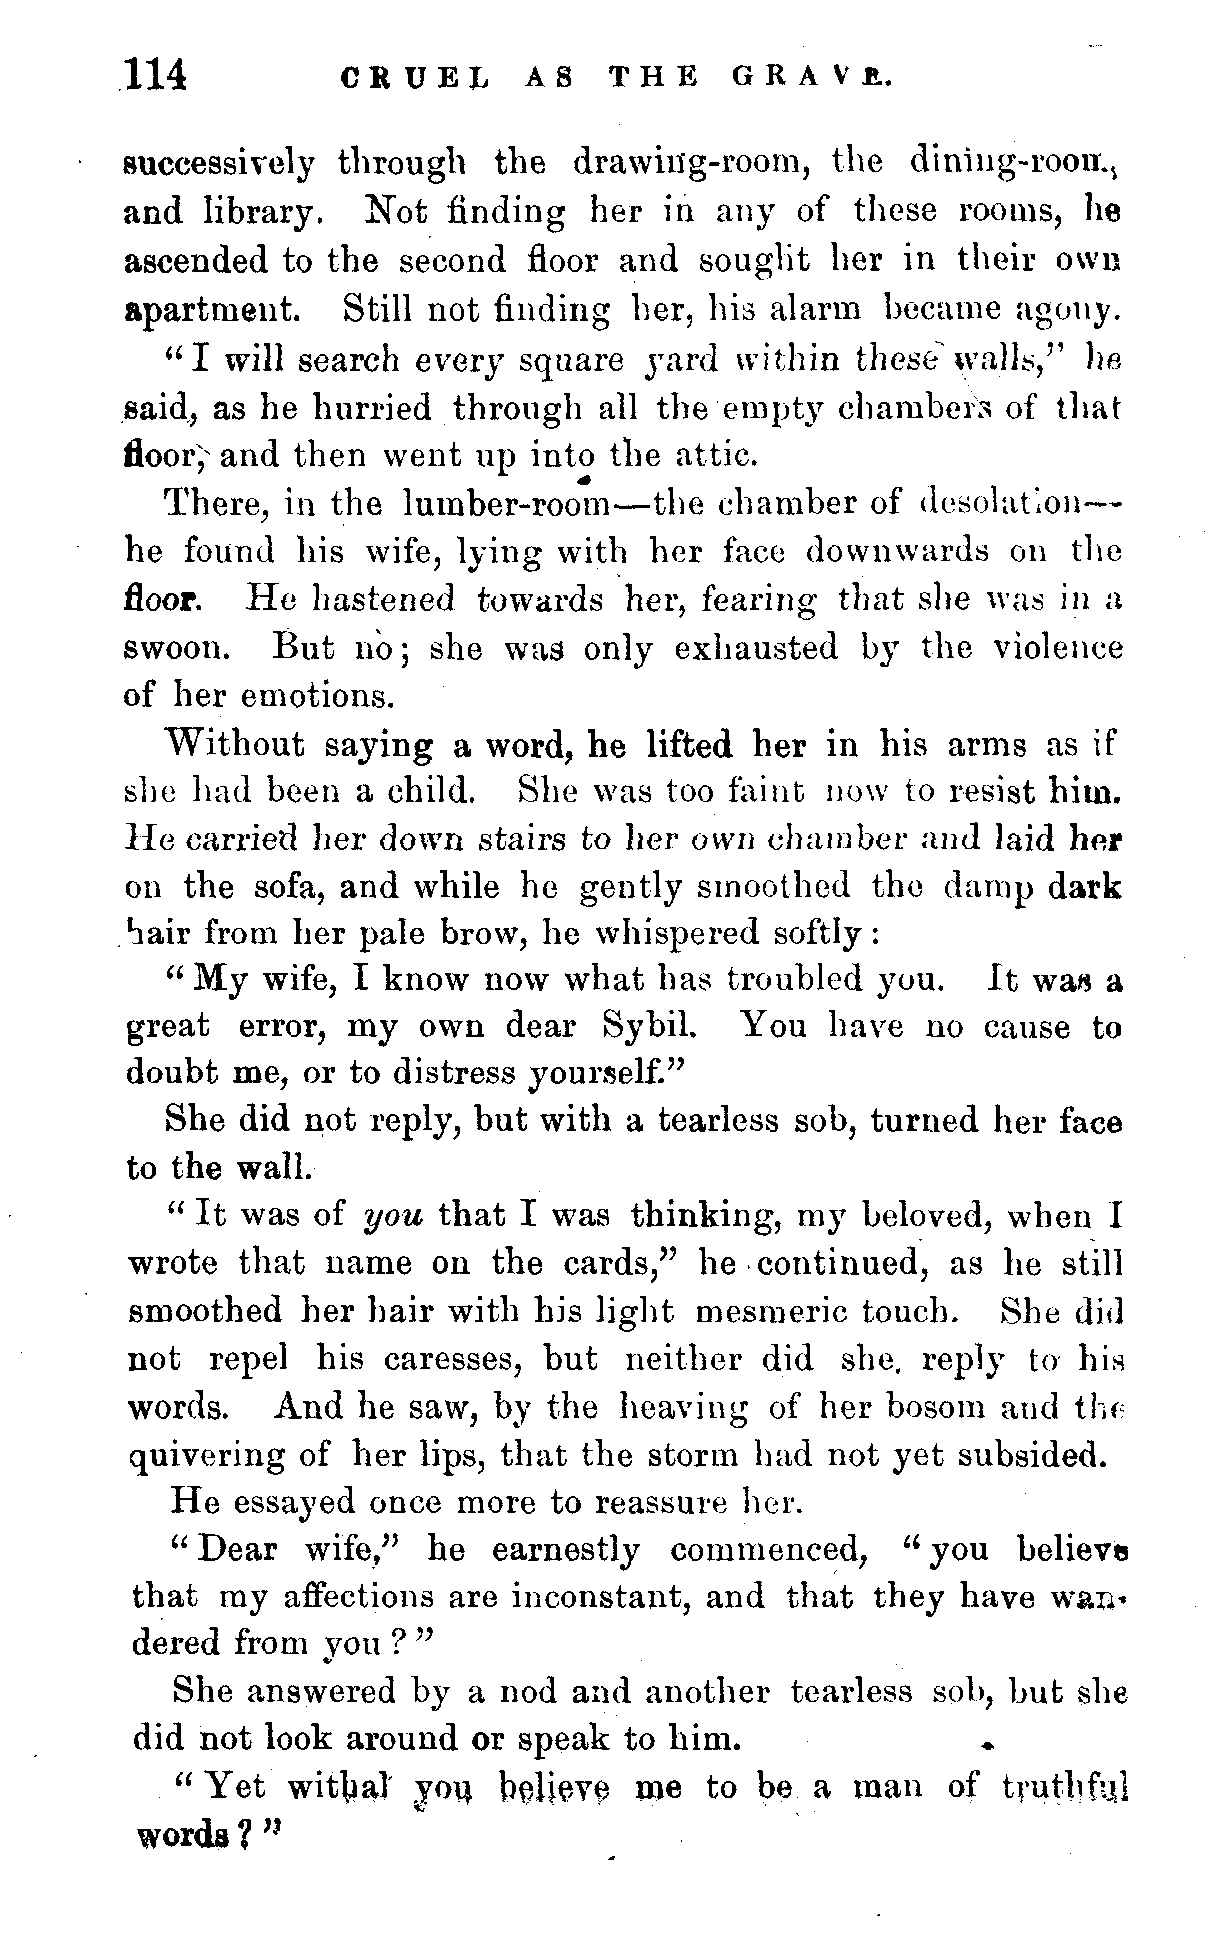 114 CRUEL AS THE GRAVE.
successively through the drawing-room, the dining-room,
and library. Not finding her in any of these rooms, he
ascended to the second floor and sought her in their own
apartment. Still not finding her, his alarm became agony.
“I will search every square yard within these walls,” he
said, as he hurried through all the empty chambers of that
floor, and then went up into the attic.
There, in the lumber-room—the chamber of desolation—
he found his wife, lying with her face downwards on the
floor. He hastened towards her, fearing that she was in a
swoon. But no; she was only exhausted by the violence
of her emotions.
Without saying a word, he lifted her in his arms as if
she had been a child. She was too faint now to resist him.
He carried her down stairs to her own chamber and laid her
on the sofa, and while he gently smoothed the damp dark
hair from her pale brow, he whispered softly:
“My wife, I know now what has troubled you. It was a
great error, my own dear Sybil. You have no cause to
doubt me, or to distress yourself.”
She did not reply, but with a tearless sob, turned her face
to the wall.
“It was of you that I was thinking, my beloved, when I
wrote that name on the cards,” he continued, as he still
smoothed her hair with his light mesmeric touch. She did
not repel his caresses, but neither did she reply to his
words. And he saw, by the heaving of her bosom and the
quivering of her lips, that the storm had not yet subsided.
He essayed once more to reassure her.
“Dear wife,” he earnestly commenced, “you believe
that my affections are inconstant, and that they have wan-
dered from you?”
She answered by a nod and another tearless sob, but she
did not look around or speak to him.
“Yet withal you believe me to be a man of truthful
words?”